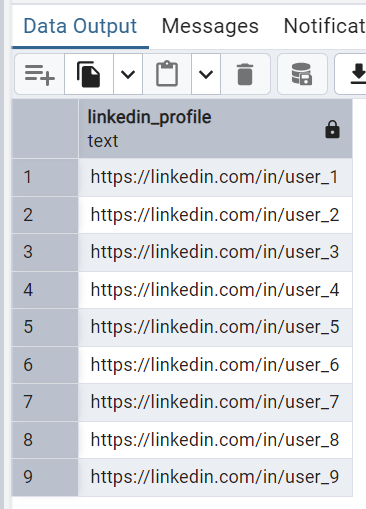 Data Output Messages Notificat
linkedin_profile
text
1 https://linkedin.com/in/user_1
2 https://linkedin.com/in/user_2
3 https://linkedin.com/in/user_3
4 https://linkedin.com/in/user_4
5 https://linkedin.com/in/user_5
6 https://linkedin.com/in/user_6
7 https://linkedin.com/in/user_7
8 https://linkedin.com/in/user_8
9 https://linkedin.com/in/user_9